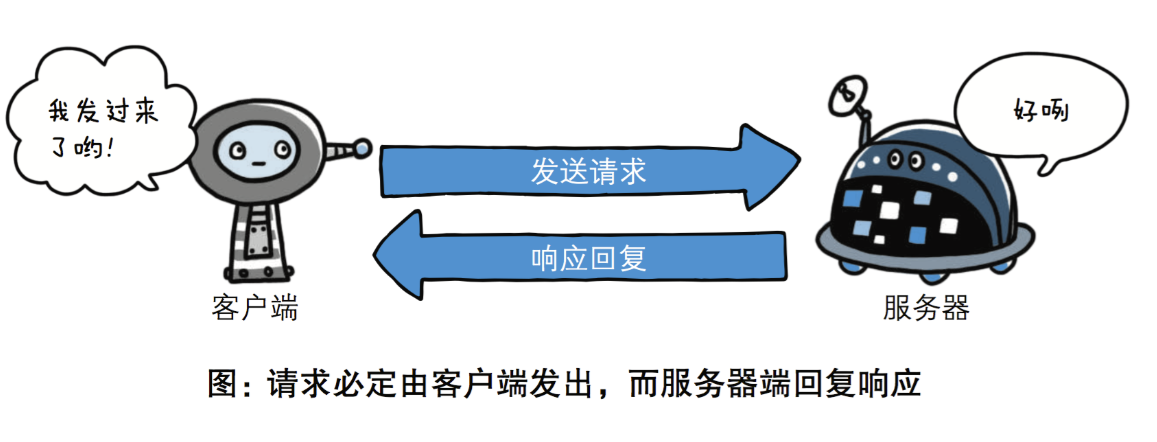 我发过来
了哟!
好咧
发送请求
响应回复
客户端
服务器
图:请求必定由客户端发出,而服务器端回复响应